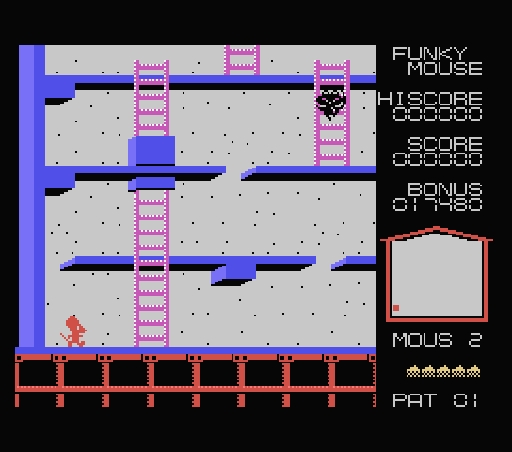 FUNKY
MOUSE
HISCORE
000000
SCORE
000000
BONUS
017480
MOUS 2
PAT 01